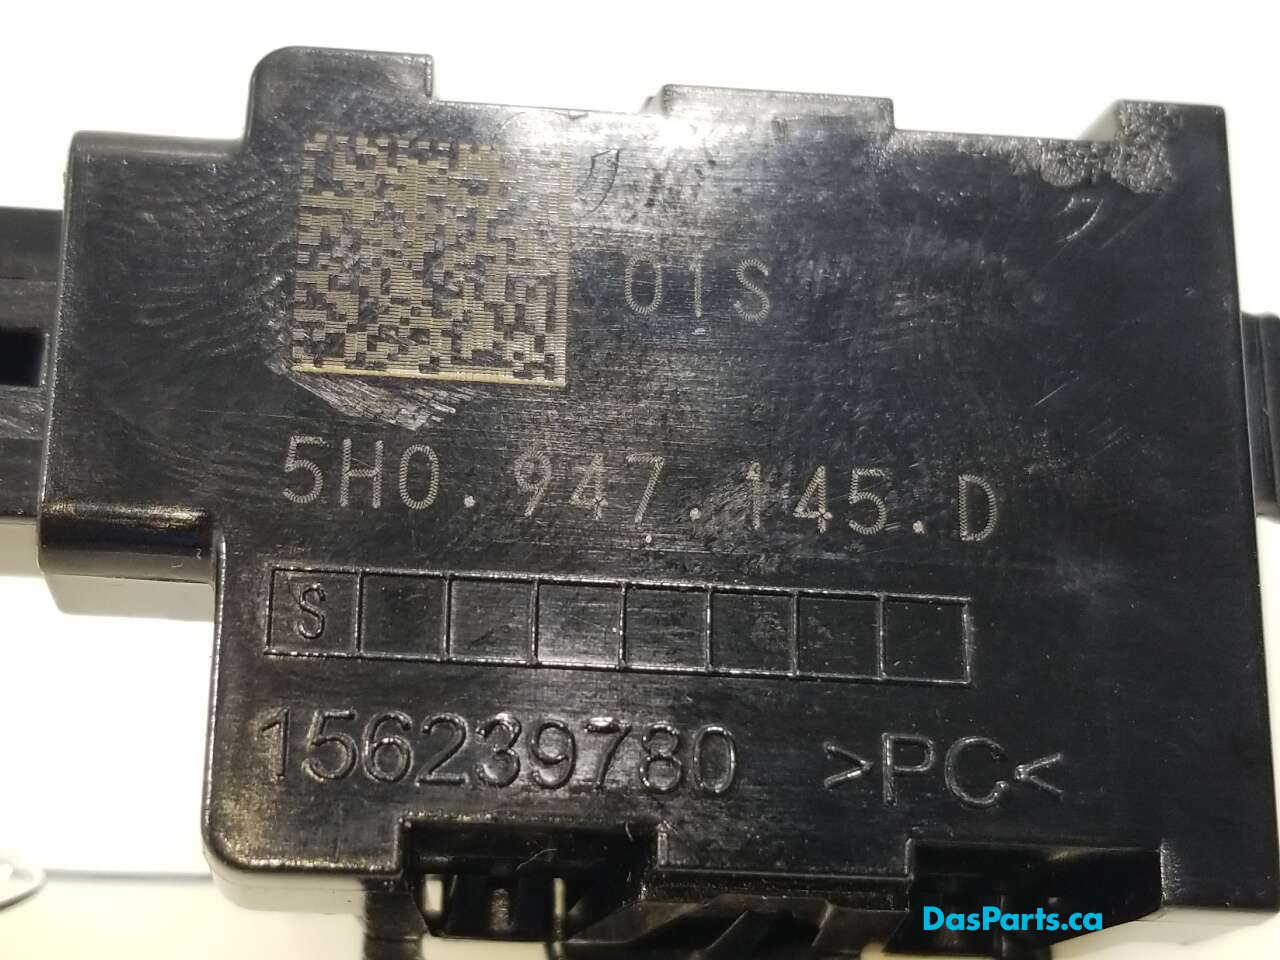 01S
5H0.947.145.D
S
156239780 >PC<
DasParts.ca